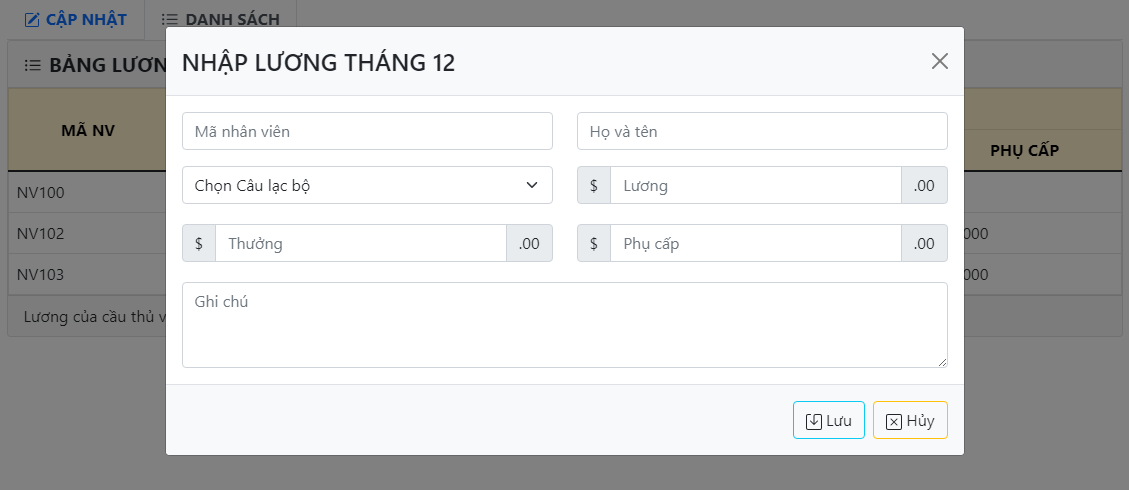 CẬP NHẬT DANH SÁCH
BẢNG LƯƠN
NHẬP LƯƠNG THÁNG 12
MÃ NV
PHỤ CẤP
Mã nhân viên Họ và tên
Chọn Câu lạc bộ $ Lương .00
NV100
NV102 000
$ Thưởng .00 $ Phụ cấp .00
NV103 000
Ghi chú
Lương của cầu thủ v
Lưu Hủy